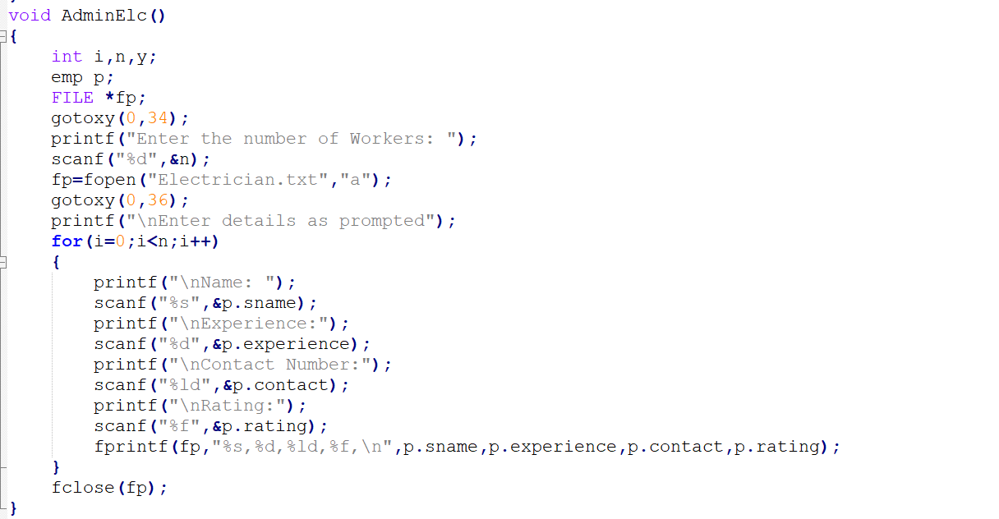 void AdminElc()
{
    int i,n,y;
    emp p;
    FILE *fp;
    gotoxy(0,34);
    printf("Enter the number of Workers: ");
    scanf("%d",&n);
    fp=fopen("Electrician.txt","a");
    gotoxy(0,36);
    printf("\nEnter details as prompted");
    for(i=0;i<n;i++)
    {
        printf("\nName: ");
        scanf("%s",&p.sname);
        printf("\nExperience:");
        scanf("%d",&p.experience);
        printf("\nContact Number:");
        scanf("%ld",&p.contact);
        printf("\nRating:");
        scanf("%f",&p.rating);
        fprintf(fp,"%s,%d,%ld,%f,\n",p.sname,p.experience,p.contact,p.rating);
    }
    fclose(fp);
}